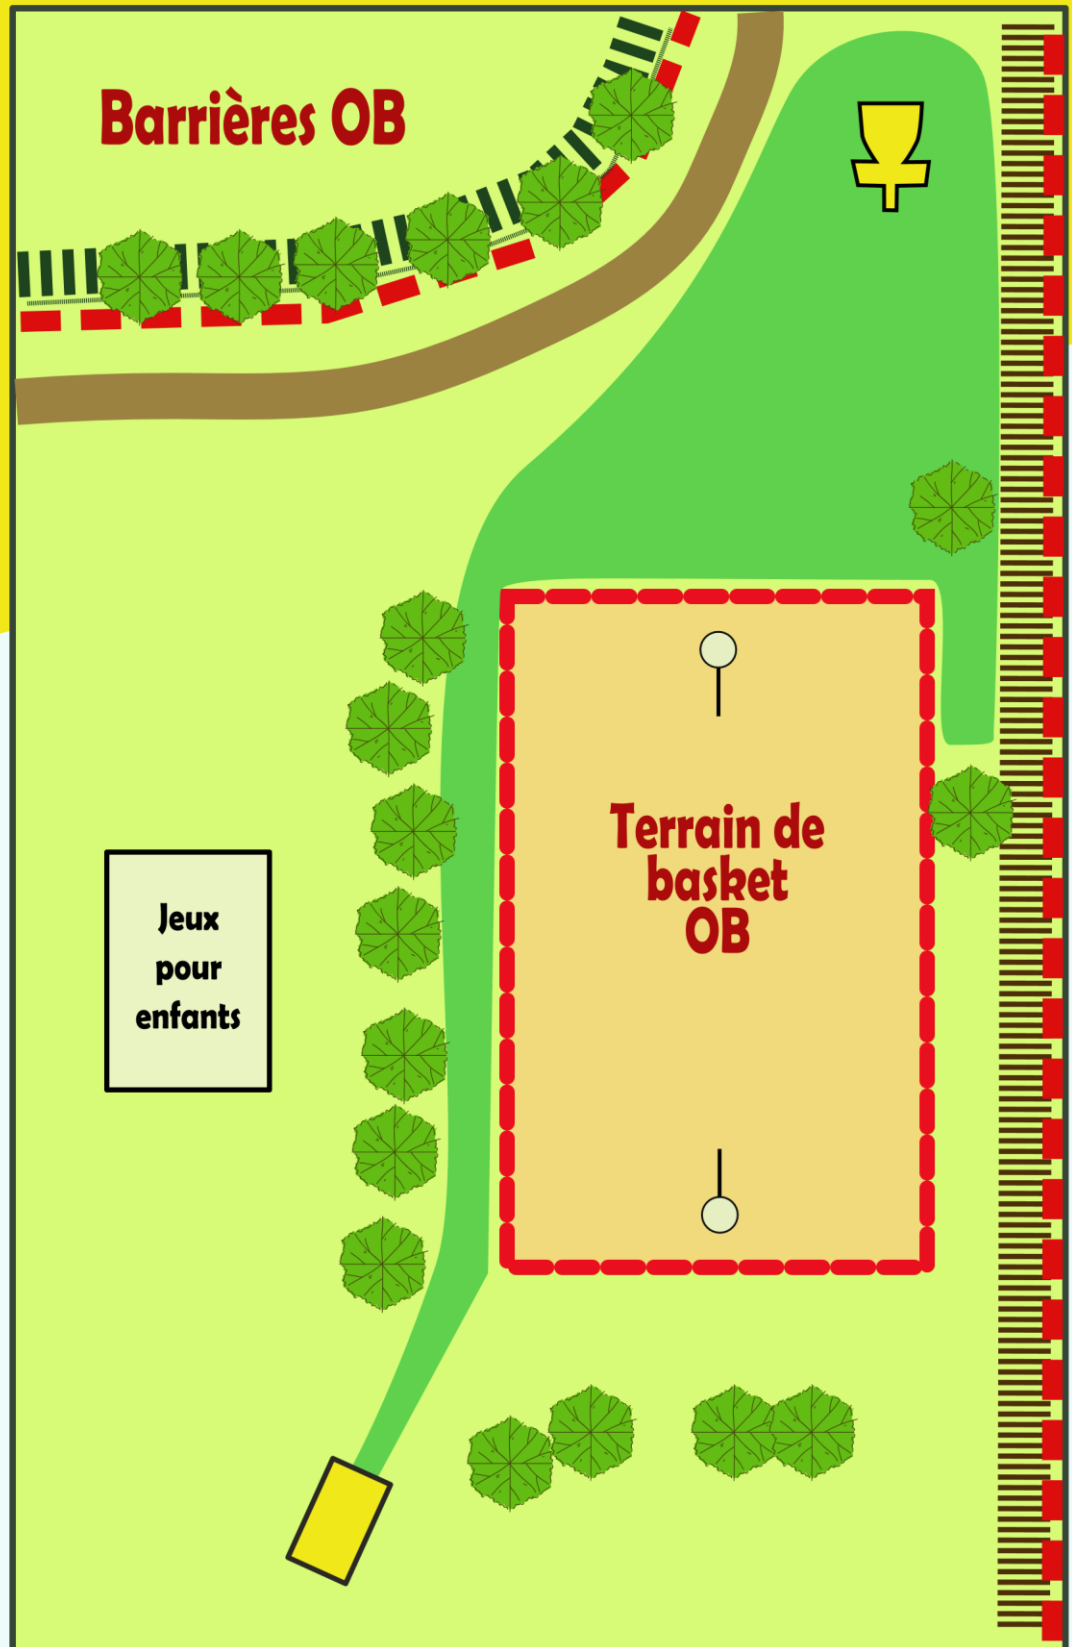 Barrières OB
Terrain de
basket
OB
Jeux
pour
enfants